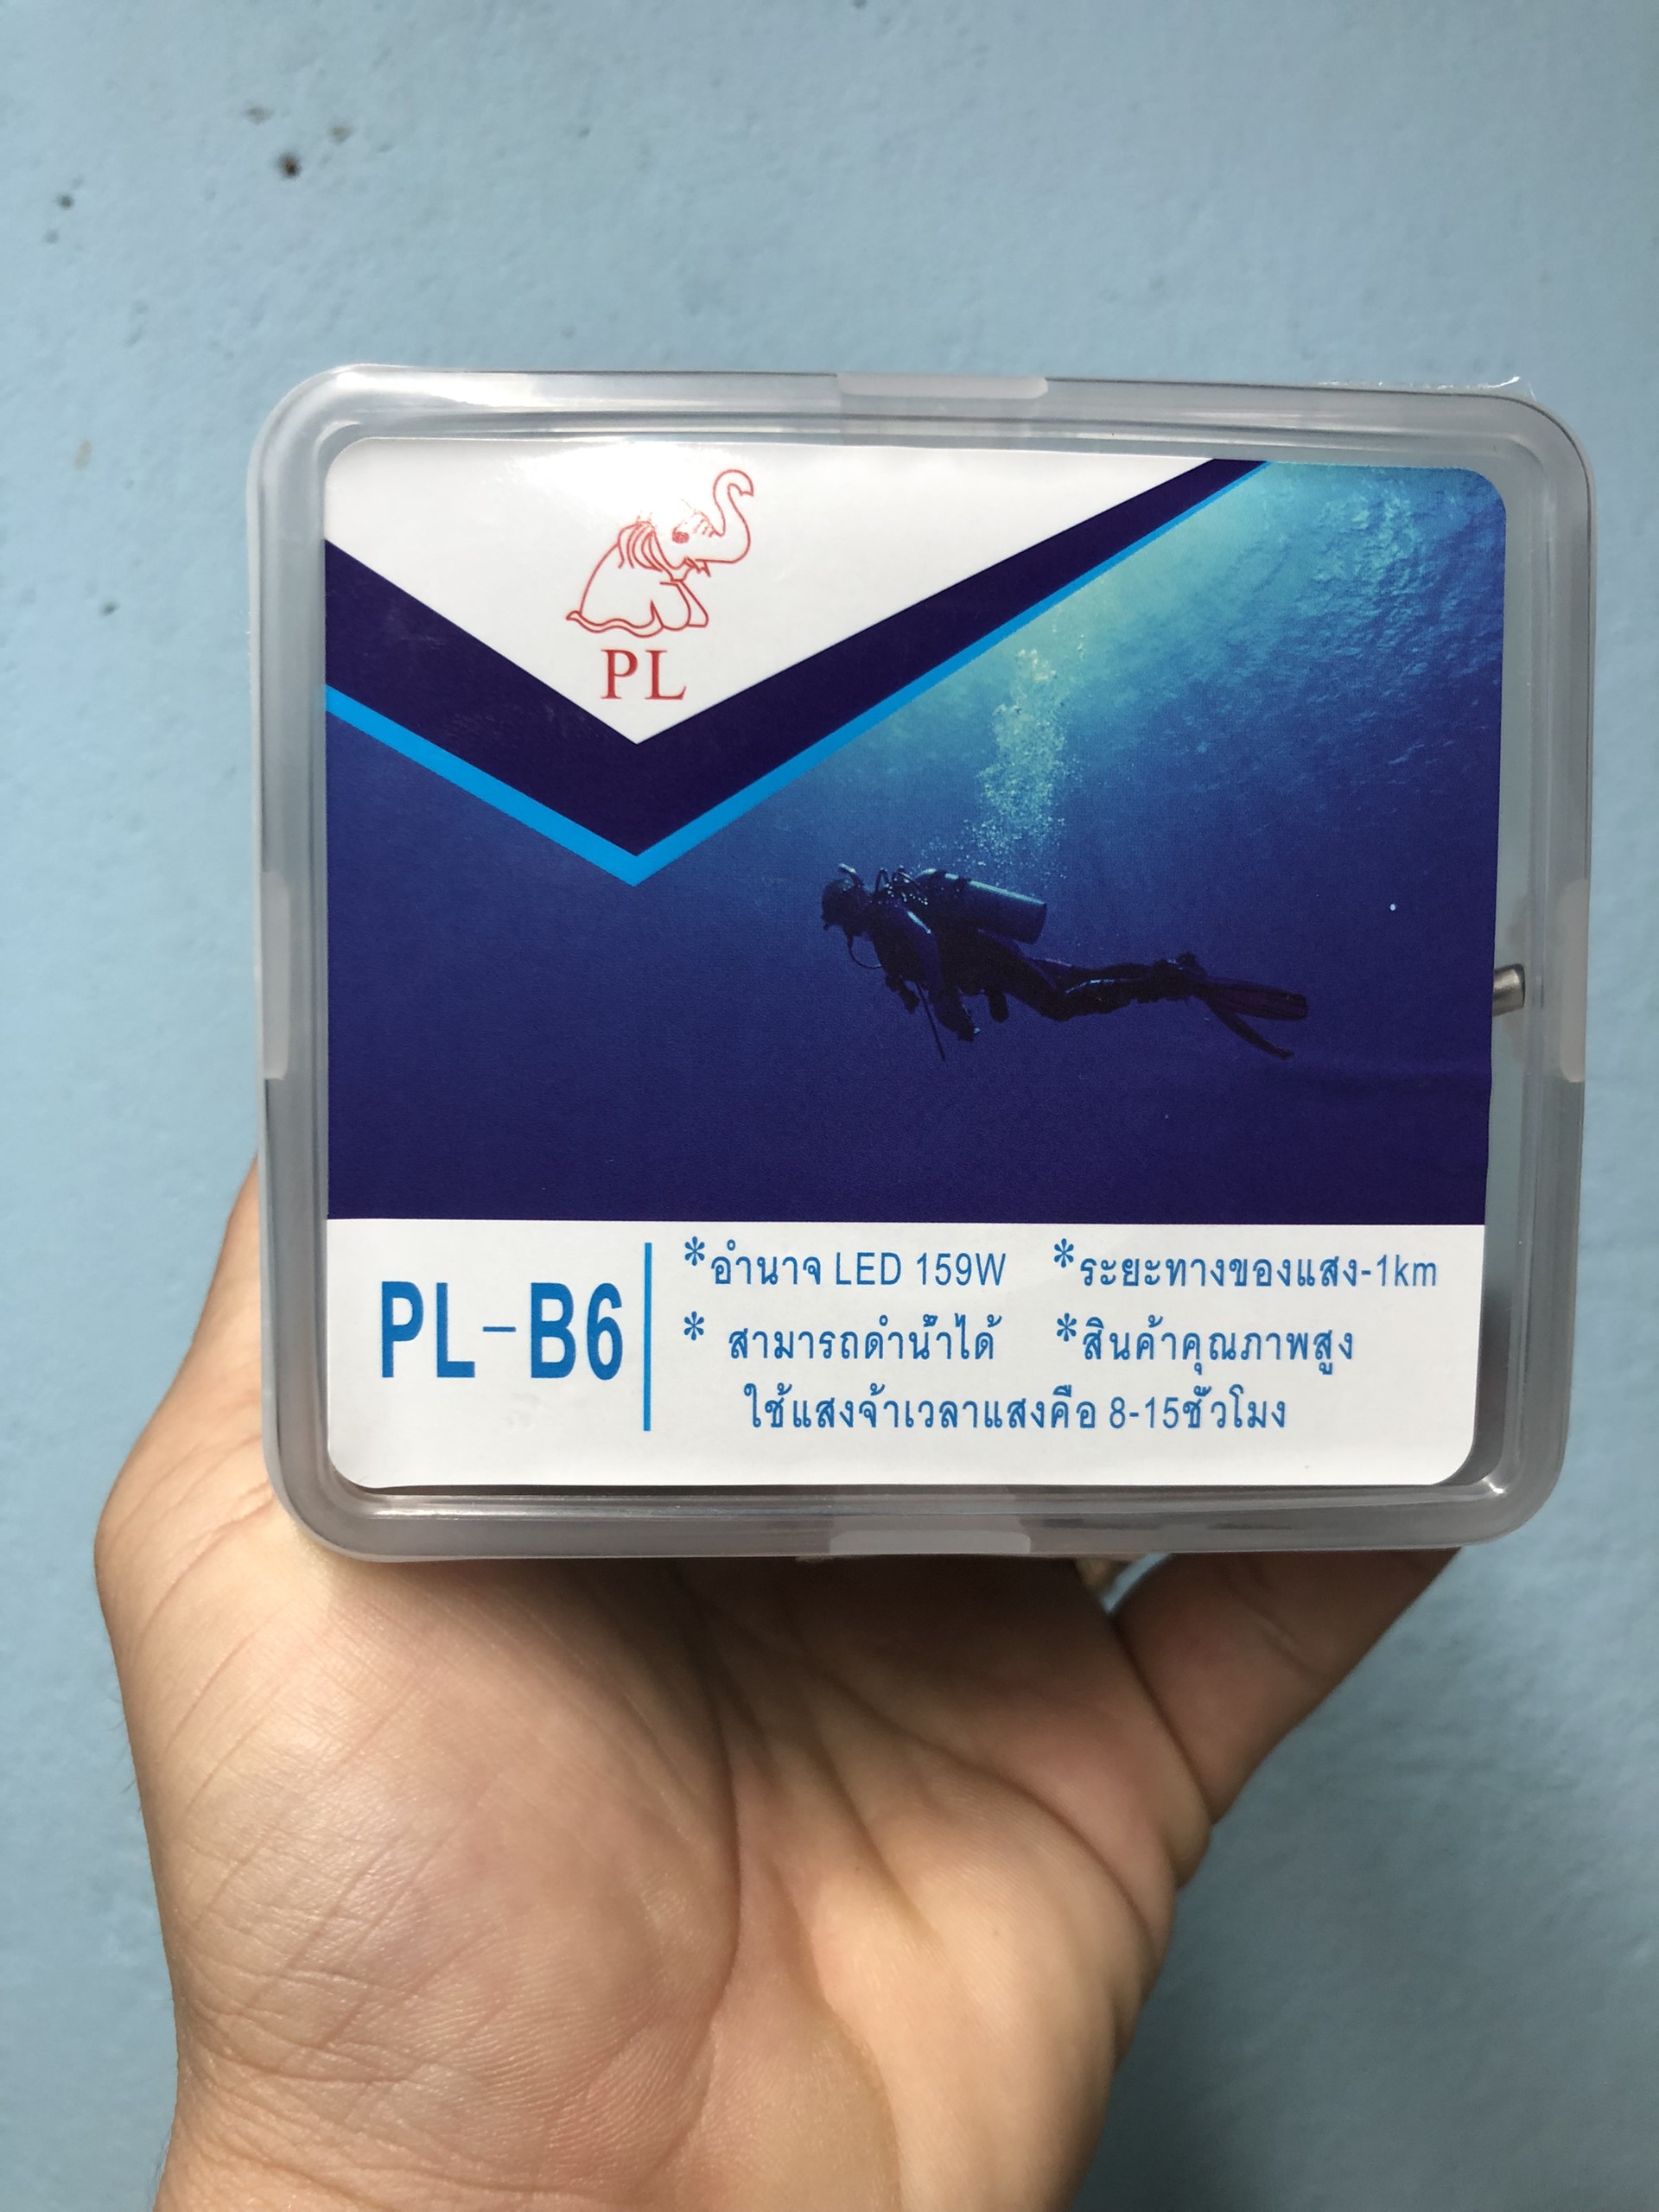 PL
PL-B6
*อำนาจ LED 159W *ระยะทางของแสง-1km
* สามารถดำน้ำได้ *สินค้าคุณภาพสูง
ใช้แสงจ้าเวลาแสงคือ 8-15ชั่วโมง